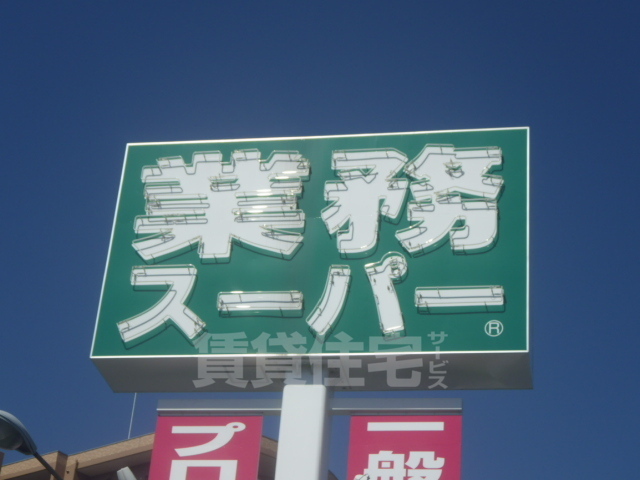 業務
スーパー
®
賃貸住宅サービス
プロ
一般